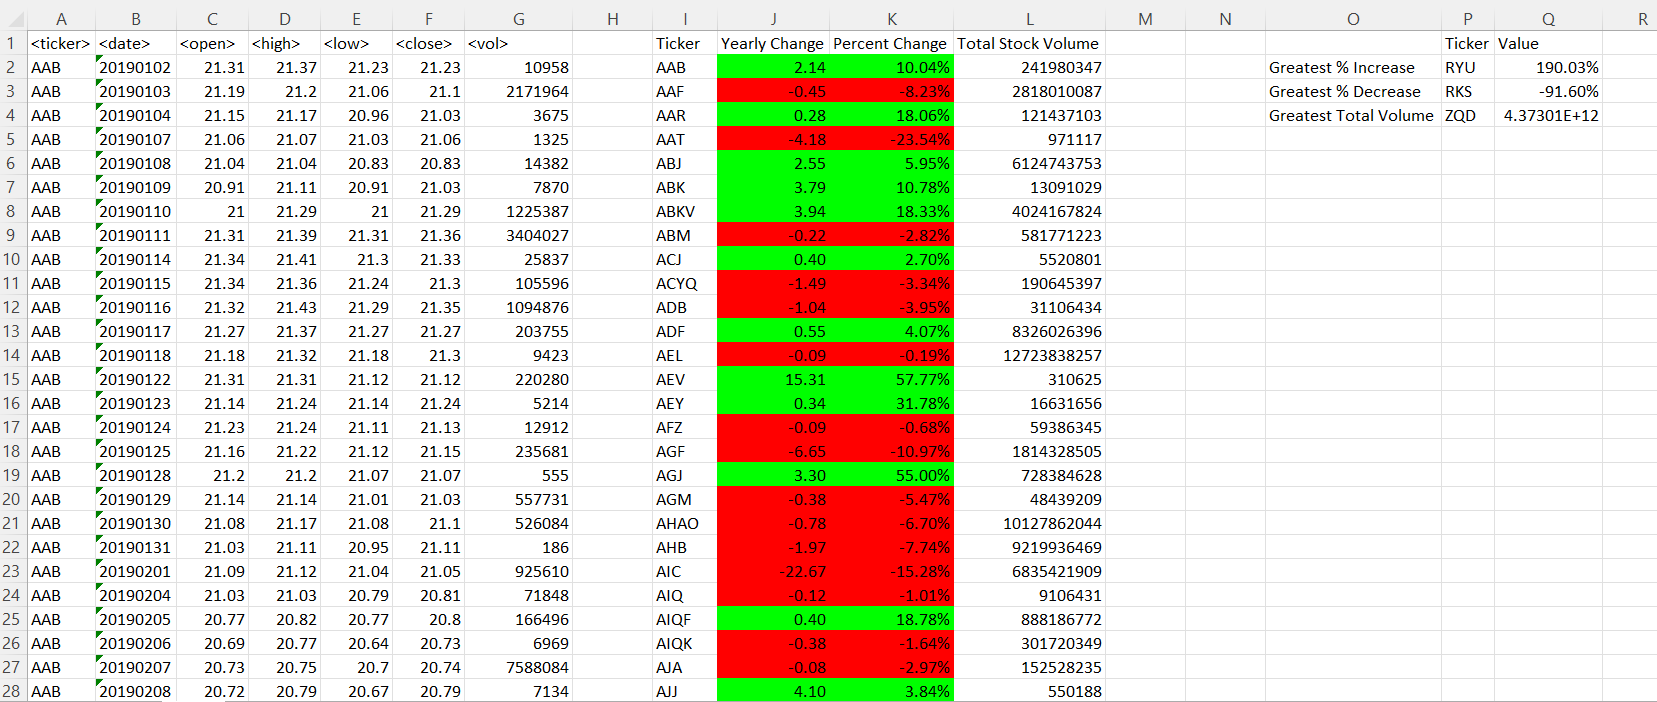 A B C D E F G H I J K L M N O P Q R
1 <ticker> <date> <open> <high> <low> <close> <vol> Ticker Yearly Change Percent Change Total Stock Volume Ticker Value
2 AAB 20190102 21.31 21.37 21.23 21.23 10958 AAB 2.14 10.04% 241980347 Greatest % Increase RYU 190.03%
3 AAB 20190103 21.19 21.2 21.06 21.1 2171964 AAF -0.45 -8.23% 2818010087 Greatest % Decrease RKS -91.60%
4 AAB 20190104 21.15 21.17 20.96 21.03 3675 AAR 0.28 18.06% 121437103 Greatest Total Volume ZQD 4.37301E+12
5 AAB 20190107 21.06 21.07 21.03 21.06 1325 AAT -4.18 -23.54% 971117
6 AAB 20190108 21.04 21.04 20.83 20.83 14382 ABJ 2.55 5.95% 6124743753
7 AAB 20190109 20.91 21.11 20.91 21.03 7870 ABK 3.79 10.78% 13091029
8 AAB 20190110 21 21.29 21 21.29 1225387 ABKV 3.94 18.33% 4024167824
9 AAB 20190111 21.31 21.39 21.31 21.36 3404027 ABM -0.22 -2.82% 581771223
10 AAB 20190114 21.34 21.41 21.3 21.33 25837 ACJ 0.40 2.70% 5520801
11 AAB 20190115 21.34 21.36 21.24 21.3 105596 ACYQ -1.49 -3.34% 190645397
12 AAB 20190116 21.32 21.43 21.29 21.35 1094876 ADB -1.04 -3.95% 31106434
13 AAB 20190117 21.27 21.37 21.27 21.27 203755 ADF 0.55 4.07% 8326026396
14 AAB 20190118 21.18 21.32 21.18 21.3 9423 AEL -0.09 -0.19% 12723838257
15 AAB 20190122 21.31 21.31 21.12 21.12 220280 AEV 15.31 57.77% 310625
16 AAB 20190123 21.14 21.24 21.14 21.24 5214 AEY 0.34 31.78% 16631656
17 AAB 20190124 21.23 21.24 21.11 21.13 12912 AFZ -0.09 -0.68% 59386345
18 AAB 20190125 21.16 21.22 21.12 21.15 235681 AGF -6.65 -10.97% 1814328505
19 AAB 20190128 21.2 21.2 21.07 21.07 555 AGJ 3.30 55.00% 728384628
20 AAB 20190129 21.14 21.14 21.01 21.03 557731 AGM -0.38 -5.47% 48439209
21 AAB 20190130 21.08 21.17 21.08 21.1 526084 AHAO -0.78 -6.70% 10127862044
22 AAB 20190131 21.03 21.11 20.95 21.11 186 AHB -1.97 -7.74% 9219936469
23 AAB 20190201 21.09 21.12 21.04 21.05 925610 AIC -22.67 -15.28% 6835421909
24 AAB 20190204 21.03 21.03 20.79 20.81 71848 AIQ -0.12 -1.01% 9106431
25 AAB 20190205 20.77 20.82 20.77 20.8 166496 AIQF 0.40 18.78% 888186772
26 AAB 20190206 20.69 20.77 20.64 20.73 6969 AIQK -0.38 -1.64% 301720349
27 AAB 20190207 20.73 20.75 20.7 20.74 7588084 AJA -0.08 -2.97% 152528235
28 AAB 20190208 20.72 20.79 20.67 20.79 7134 AJJ 4.10 3.84% 550188